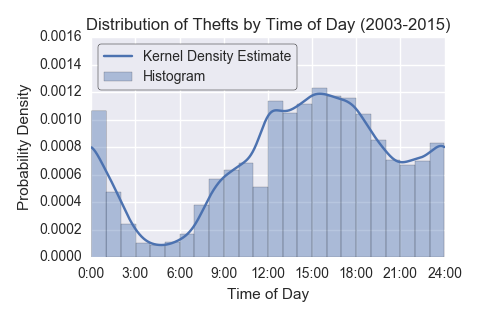 Distribution of Thefts by Time of Day (2003-2015)
0.0016
0.0014
0.0012
0.0010
0.0008
0.0006
0.0004
0.0002
0.0000
Probability Density
Kernel Density Estimate
Histogram
0:00 3:00 6:00 9:00 12:00 15:00 18:00 21:00 24:00
Time of Day